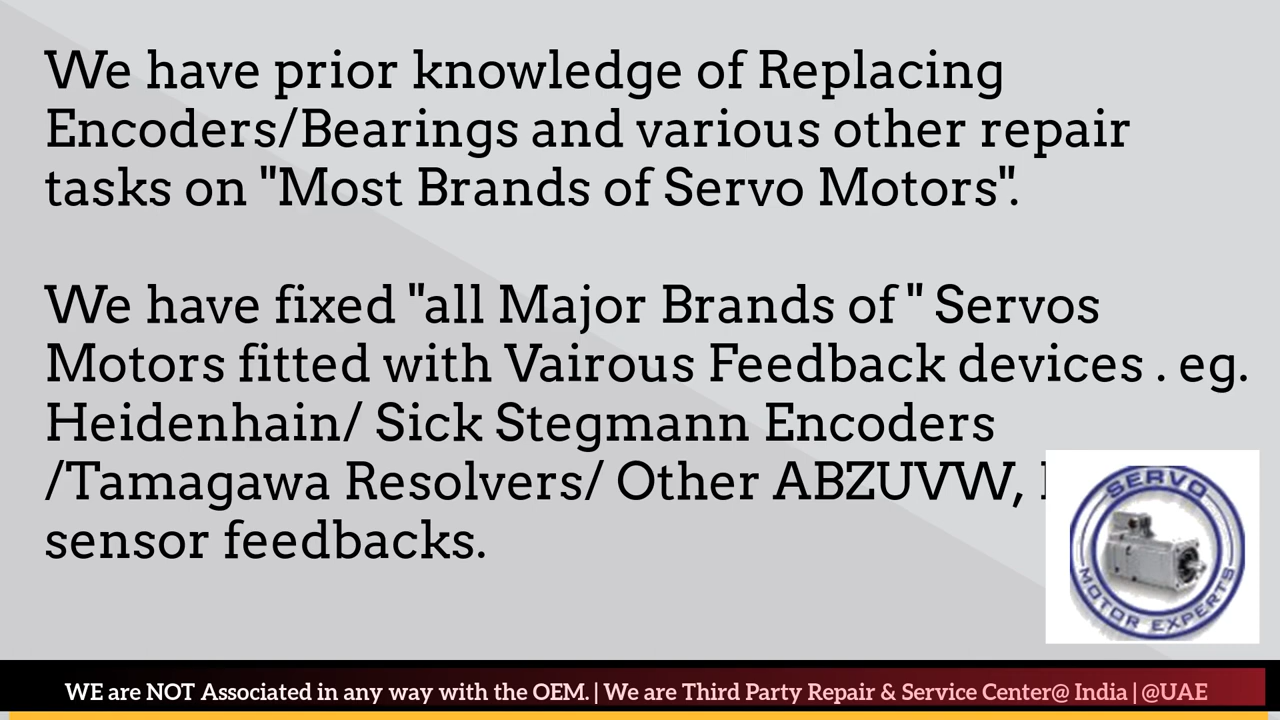 We have prior knowledge of Replacing
Encoders/Bearings and various other repair
tasks on "Most Brands of Servo Motors".
We have fixed "all Major Brands of " Servos
Motors fitted with Vairous Feedback devices . eg.
Heidenhain/ Sick Stegmann Encoders
/Tamagawa Resolvers/ Other ABZUVW,
sensor feedbacks.
SERVO
MOTOR EXPERTS
WE are NOT Associated in any way with the OEM. | We are Third Party Repair & Service Center@ India | @UAE